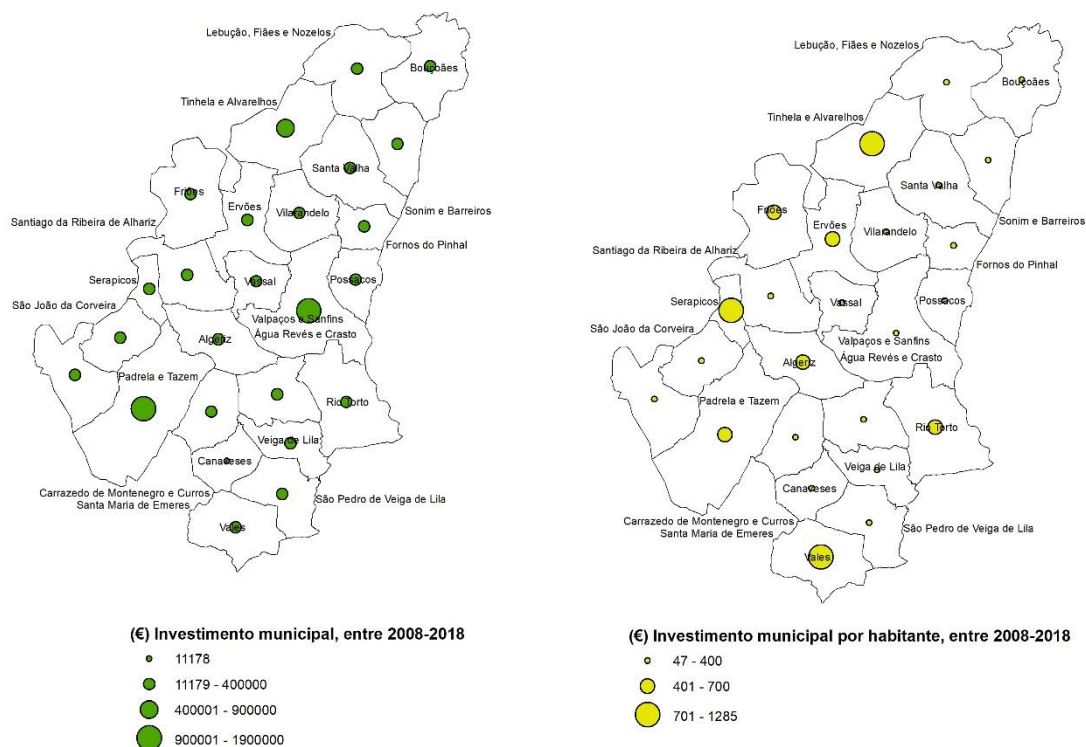 Lebução, Fiães e Nozelos
Bouçoães
Tinhela e Alvarelhos
Santa Valha
Friões
Ervões
Vilarandelo
Sonim e Barreiros
Santiago da Ribeira de Alhariz
Fornos do Pinhal
Serapicos
Vassal
Possacos
São João da Corveira
Valpaços e Sanfins
Água Revés e Crasto
Algeriz
Padrela e Tazem
Rio Torto
Veiga de Lila
Canaveses
Carrazedo de Montenegro e Curros
Santa Maria de Emeres
São Pedro de Veiga de Lila
Vales
(€) Investimento municipal, entre 2008-2018
11178
11179 - 400000
400001 - 900000
900001 - 1900000
Lebução, Fiães e Nozelos
Bouçoães
Tinhela e Alvarelhos
Santa Valha
Friões
Ervões
Vilarandelo
Sonim e Barreiros
Santiago da Ribeira de Alhariz
Fornos do Pinhal
Serapicos
Vassal
Possacos
São João da Corveira
Valpaços e Sanfins
Água Revés e Crasto
Algeriz
Padrela e Tazem
Rio Torto
Veiga de Lila
Canaveses
Carrazedo de Montenegro e Curros
Santa Maria de Emeres
São Pedro de Veiga de Lila
Vales
(€) Investimento municipal por habitante, entre 2008-2018
47 - 400
401 - 700
701 - 1285